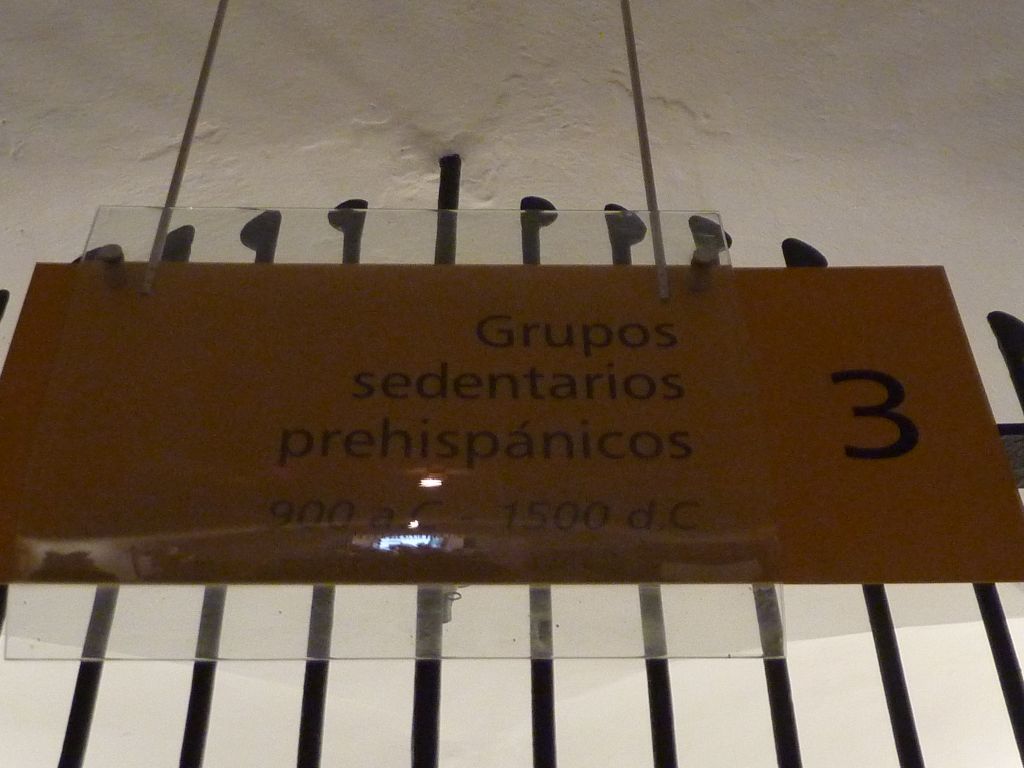 Grupos
sedentarios
prehispánicos
900 a.C - 1500 d.C
3